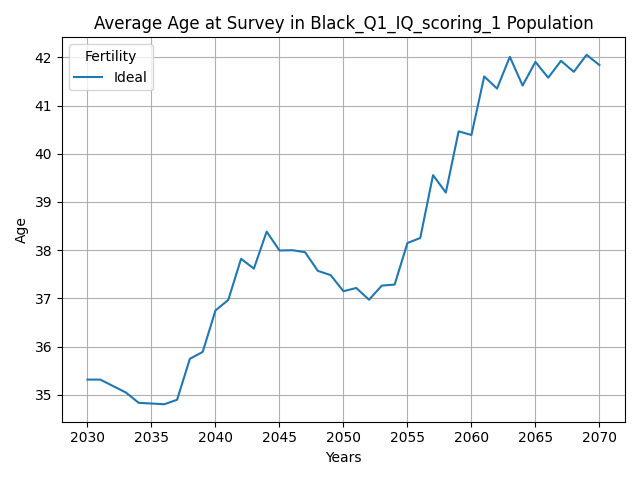 Average Age at Survey in Black_Q1_IQ_scoring_1 Population
Fertility
Ideal
42
41
40
39
38
37
36
35
Age
2030 2035 2040 2045 2050 2055 2060 2065 2070
Years